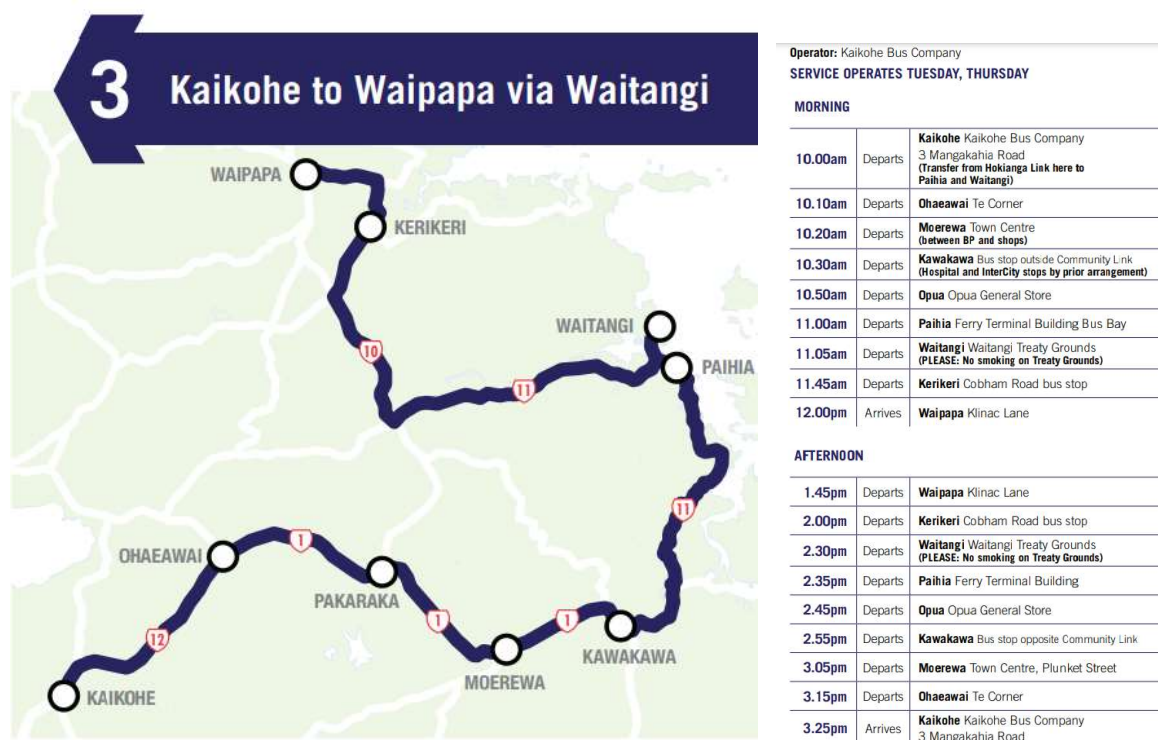 3
Kaikohe to Waipapa via Waitangi
WAIPAPA
KERIKERI
WAITANGI
PAIHIA
10
11
11
OHAEAWAI
1
PAKARAKA
12
1
1
KAWAKAWA
MOEREWA
KAIKOHE
Operator: Kaikohe Bus Company
SERVICE OPERATES TUESDAY, THURSDAY
MORNING
10.00am Departs Kaikohe Kaikohe Bus Company
3 Mangakahia Road
(Transfer from Hokianga Link here to
Paihia and Waitangi)
10.10am Departs Ohaeawai Te Corner
10.20am Departs Moerewa Town Centre
(between BP and shops)
10.30am Departs Kawakawa Bus stop outside Community Link
(Hospital and InterCity stops by prior arrangement)
10.50am Departs Opua Opua General Store
11.00am Departs Paihia Ferry Terminal Building Bus Bay
11.05am Departs Waitangi Waitangi Treaty Grounds
(PLEASE: No smoking on Treaty Grounds)
11.45am Departs Kerikeri Cobham Road bus stop
12.00pm Arrives Waipapa Klinac Lane
AFTERNOON
1.45pm Departs Waipapa Klinac Lane
2.00pm Departs Kerikeri Cobham Road bus stop
2.30pm Departs Waitangi Waitangi Treaty Grounds
(PLEASE: No smoking on Treaty Grounds)
2.35pm Departs Paihia Ferry Terminal Building
2.45pm Departs Opua Opua General Store
2.55pm Departs Kawakawa Bus stop opposite Community Link
3.05pm Departs Moerewa Town Centre, Plunket Street
3.15pm Departs Ohaeawai Te Corner
3.25pm Arrives Kaikohe Kaikohe Bus Company
3 Mangakahia Road